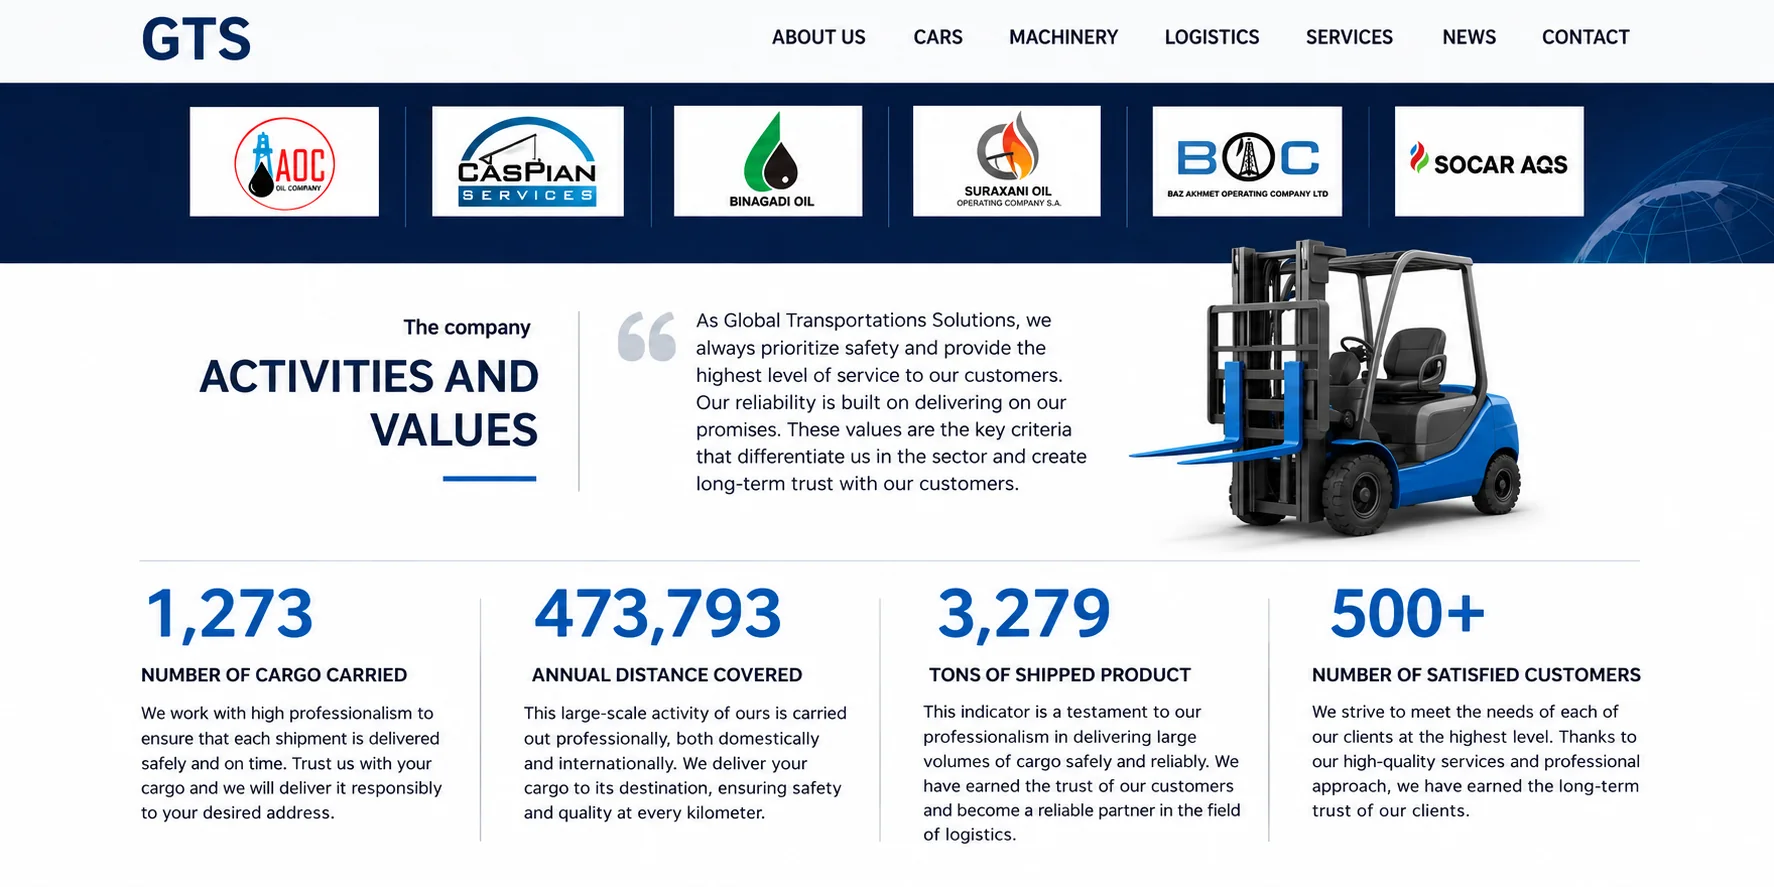 GTS
ABOUT US
CARS
MACHINERY
LOGISTICS
SERVICES
NEWS
CONTACT
AOC
OIL COMPANY
CASPIAN
SERVICES
BINAGADI OIL
SURAXANI OIL
OPERATING COMPANY S.A.
BOC
BAZ AKHMET OPERATING COMPANY LTD
SOCAR AQS
The company
ACTIVITIES AND
VALUES
“
As Global Transportations Solutions, we
always prioritize safety and provide the
highest level of service to our customers.
Our reliability is built on delivering on our
promises. These values are the key criteria
that differentiate us in the sector and create
long-term trust with our customers.
1,273
NUMBER OF CARGO CARRIED
We work with high professionalism to
ensure that each shipment is delivered
safely and on time. Trust us with your
cargo and we will deliver it responsibly
to your desired address.
473,793
ANNUAL DISTANCE COVERED
This large-scale activity of ours is carried
out professionally, both domestically
and internationally. We deliver your
cargo to its destination, ensuring safety
and quality at every kilometer.
3,279
TONS OF SHIPPED PRODUCT
This indicator is a testament to our
professionalism in delivering large
volumes of cargo safely and reliably. We
have earned the trust of our customers
and become a reliable partner in the field
of logistics.
500+
NUMBER OF SATISFIED CUSTOMERS
We strive to meet the needs of each of
our clients at the highest level. Thanks to
our high-quality services and professional
approach, we have earned the long-term
trust of our clients.